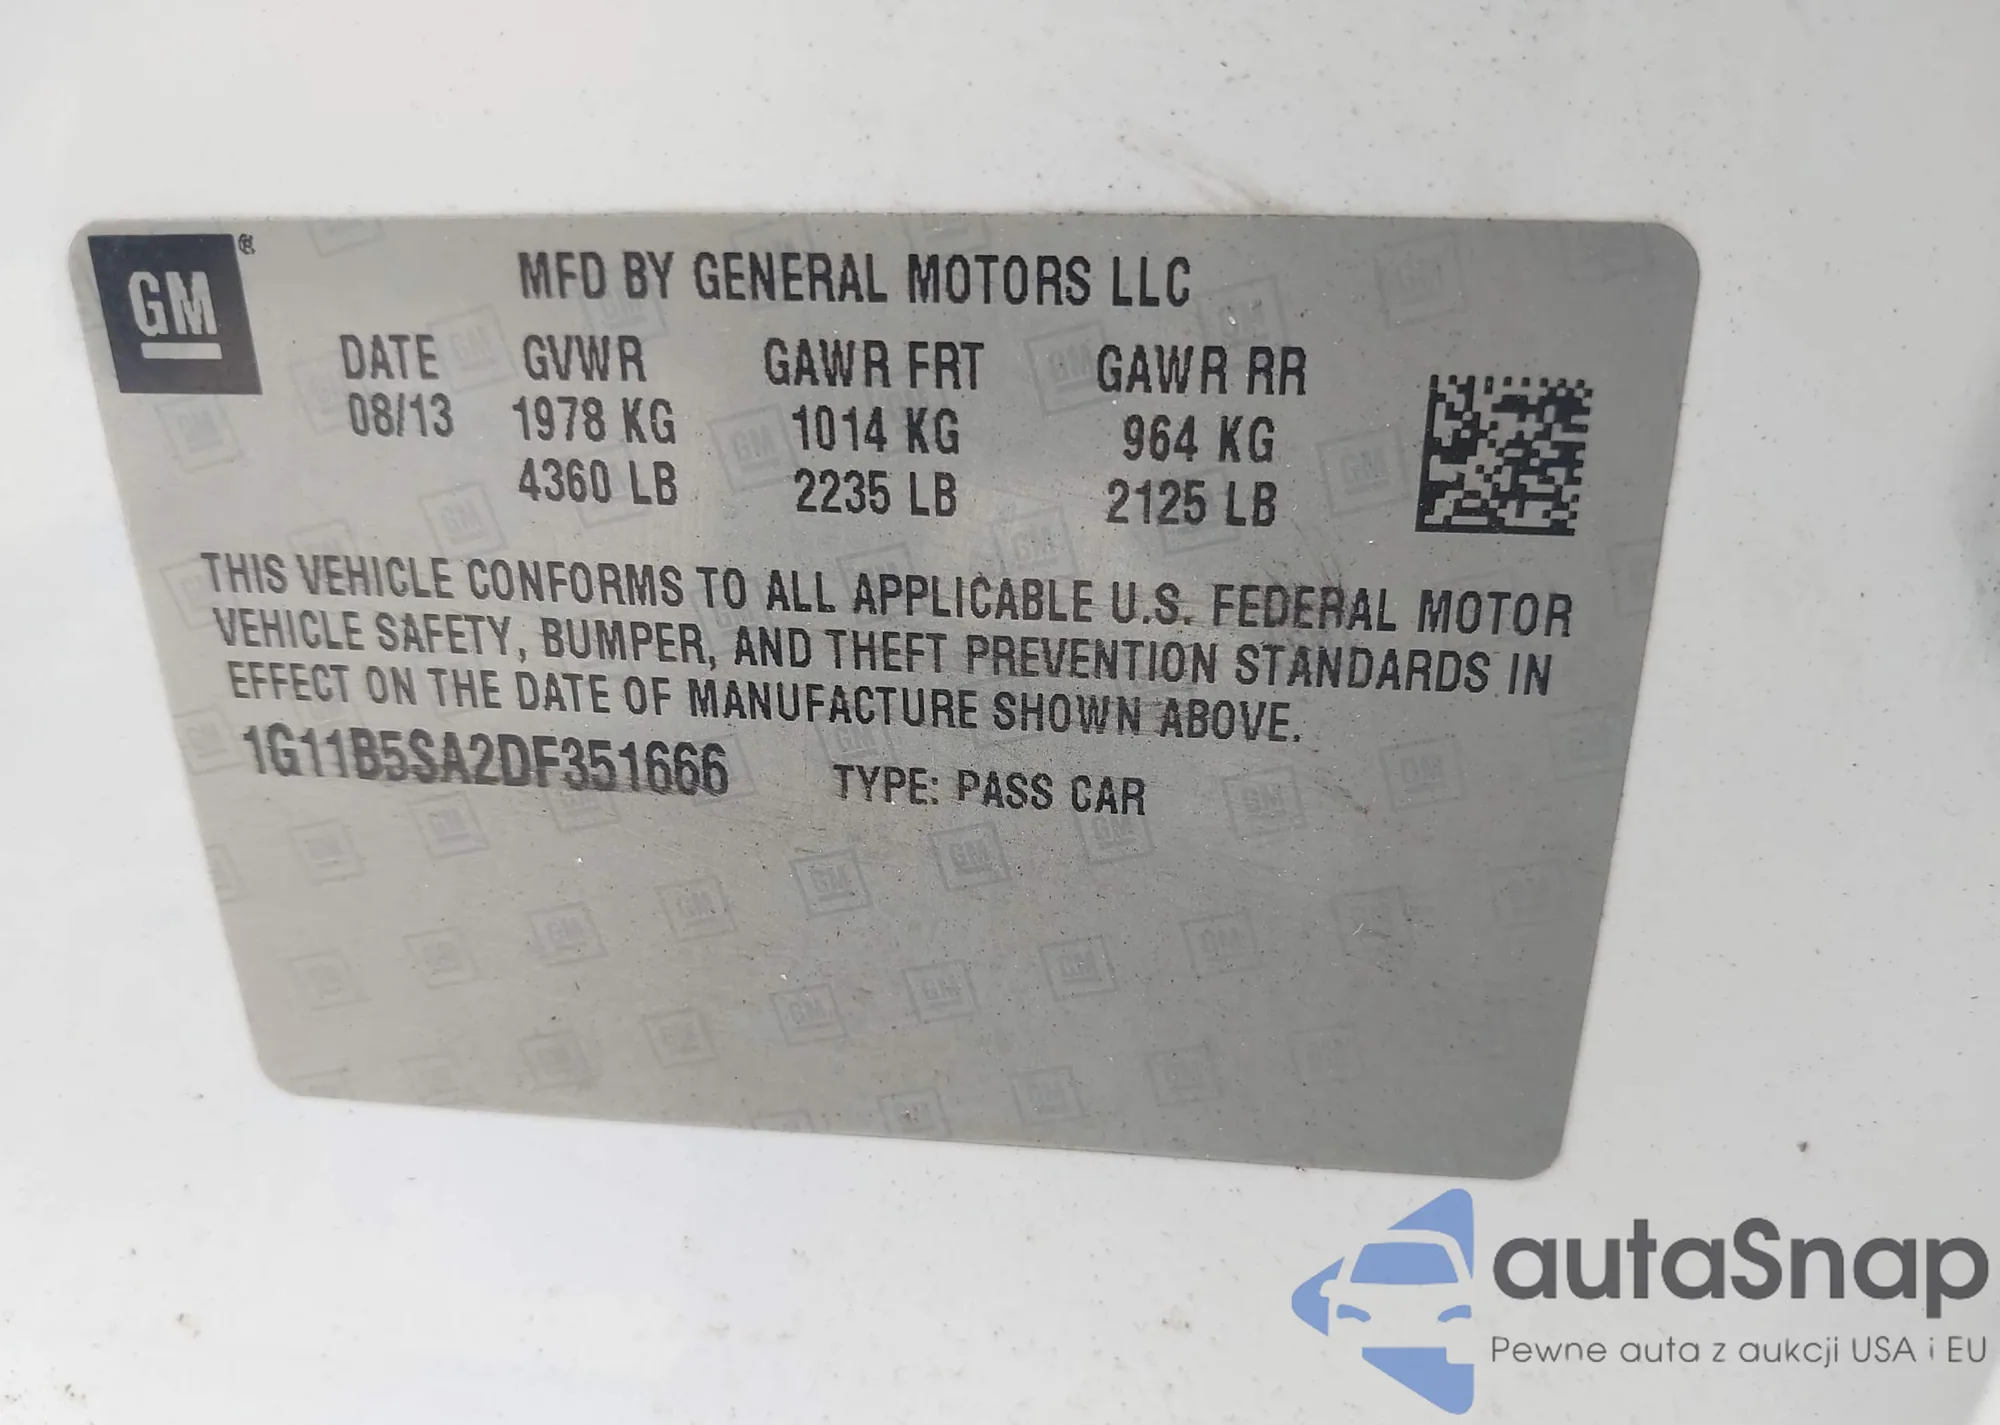 GM ®
MFD BY GENERAL MOTORS LLC
DATE GVWR GAWR FRT GAWR RR
08/13 1978 KG 1014 KG 964 KG
4360 LB 2235 LB 2125 LB
THIS VEHICLE CONFORMS TO ALL APPLICABLE U.S. FEDERAL MOTOR
VEHICLE SAFETY, BUMPER, AND THEFT PREVENTION STANDARDS IN
EFFECT ON THE DATE OF MANUFACTURE SHOWN ABOVE.
1G11B5SA2DF351666 TYPE: PASS CAR
autaSnap
Pewne auta z aukcji USA i EU